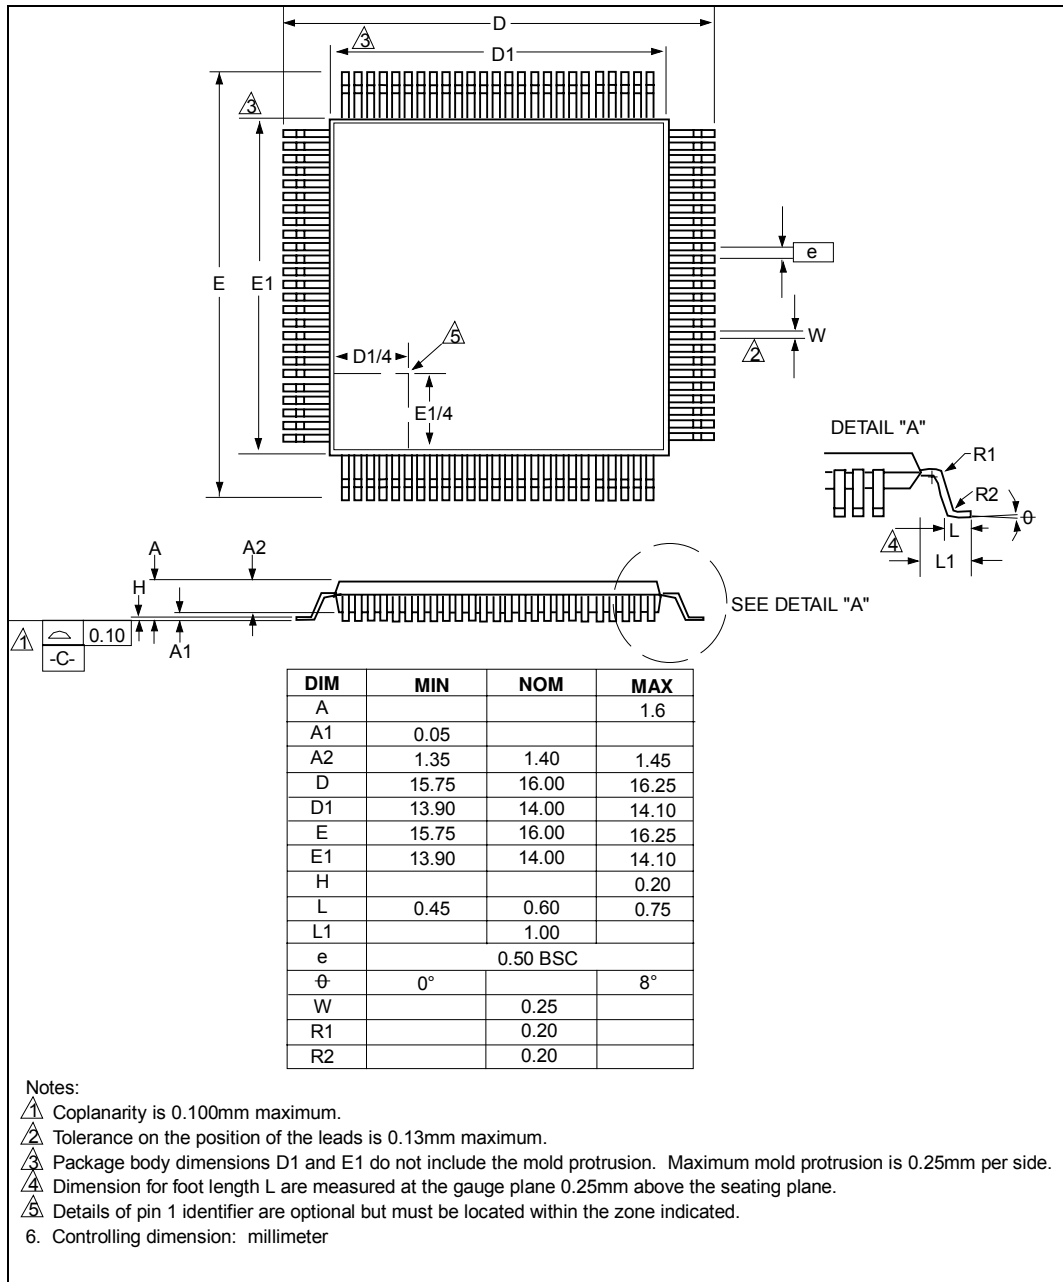 D
3
D1
3
E
E1
e
5
D1/4
W
2
E1/4
DETAIL "A"
R1
R2
θ
L
4
L1
A
A2
H
SEE DETAIL "A"
1
0.10
A1
-C-
DIM MIN NOM MAX
A 1.6
A1 0.05
A2 1.35 1.40 1.45
D 15.75 16.00 16.25
D1 13.90 14.00 14.10
E 15.75 16.00 16.25
E1 13.90 14.00 14.10
H 0.20
L 0.45 0.60 0.75
L1 1.00
e 0.50 BSC
θ 0° 8°
W 0.25
R1 0.20
R2 0.20
Notes:
1 Coplanarity is 0.100mm maximum.
2 Tolerance on the position of the leads is 0.13mm maximum.
3 Package body dimensions D1 and E1 do not include the mold protrusion. Maximum mold protrusion is 0.25mm per side.
4 Dimension for foot length L are measured at the gauge plane 0.25mm above the seating plane.
5 Details of pin 1 identifier are optional but must be located within the zone indicated.
6. Controlling dimension: millimeter